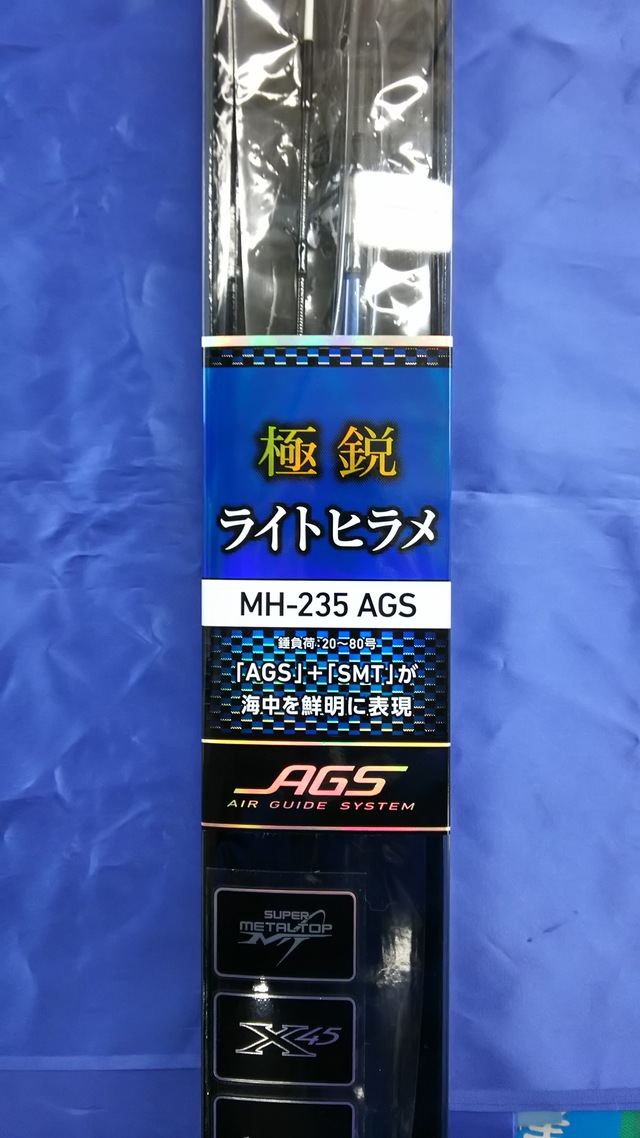 極鋭
ライトヒラメ
MH-235 AGS
錘負荷:20～80号
「AGS」+「SMT」が
海中を鮮明に表現
AGS
AIR GUIDE SYSTEM
SUPER
METALTOP
MT
X45